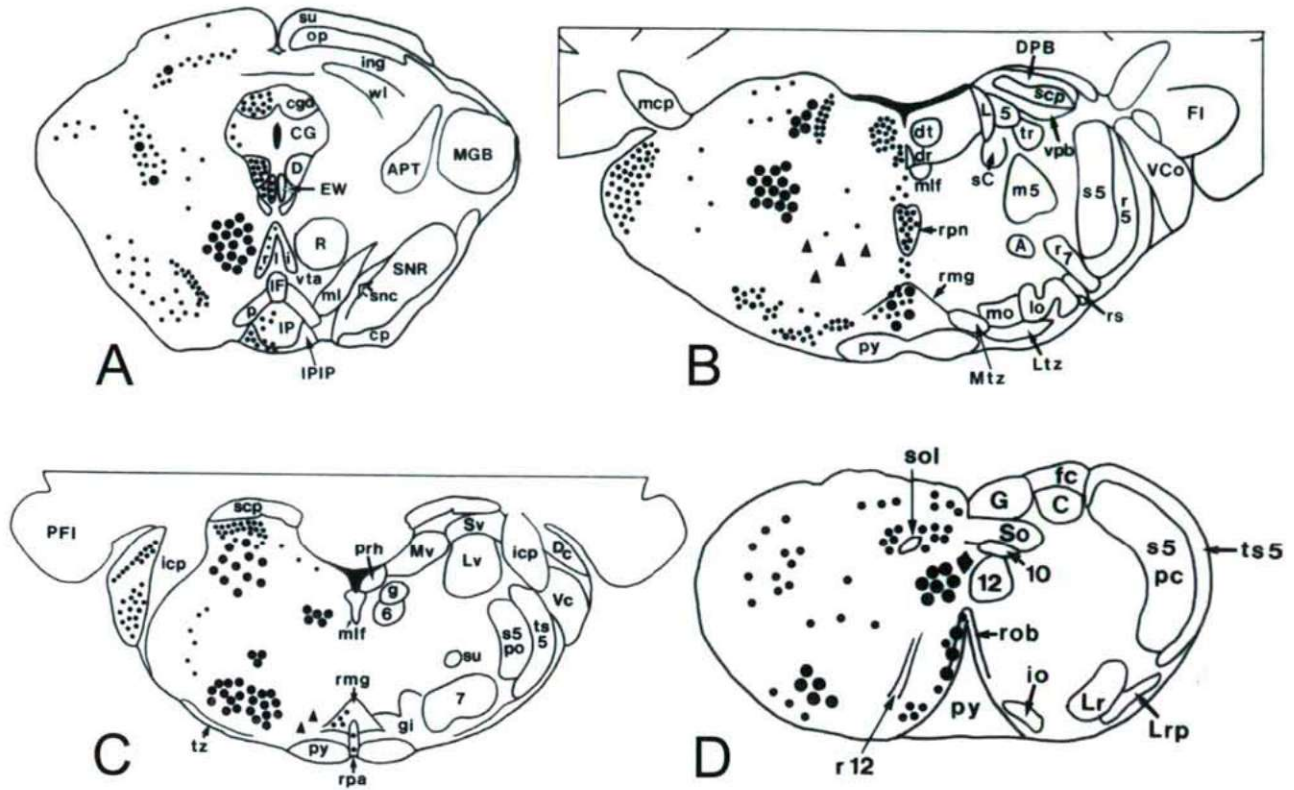 su
op
ing
wl
cgd
CG
D
EW
APT
MGB
R
r l i
vta
IF
ml
SNR
snc
p
IP
cp
IPIP
A
DPB
mcp
scp
L
5
tr
vpb
FI
dt
dr
mlf
sC
m5
s5
r5
VCo
rpn
A
r7
rmg
mo
lo
rs
py
Mtz
Ltz
B
PFI
scp
icp
prh
Mv
Sv
Lv
icp
Dc
g
6
mlf
Vc
s5
po
ts
5
su
rmg
7
gi
tz
py
rpa
C
sol
G
fc
C
So
10
12
s5
pc
ts5
rob
io
py
Lr
Lrp
r12
D